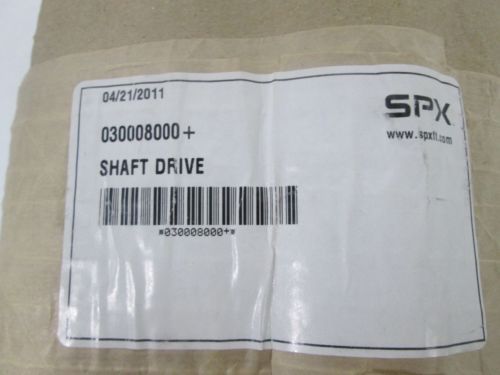 04/21/2011
SPX
www.spxft.com
030008000+
SHAFT DRIVE
*030008000+*